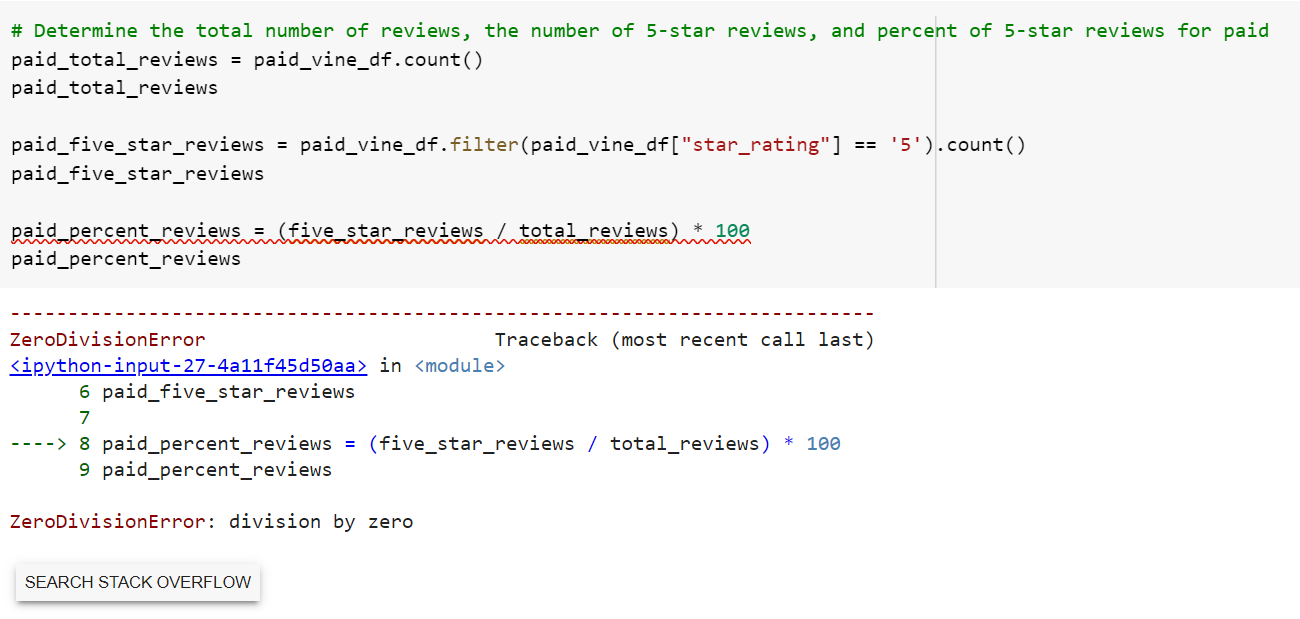 # Determine the total number of reviews, the number of 5-star reviews, and percent of 5-star reviews for paid
paid_total_reviews = paid_vine_df.count()
paid_total_reviews
paid_five_star_reviews = paid_vine_df.filter(paid_vine_df["star_rating"] == '5').count()
paid_five_star_reviews
paid_percent_reviews = (five_star_reviews / total_reviews) * 100
paid_percent_reviews
---------------------------------------------------------------------------
ZeroDivisionError                         Traceback (most recent call last)
<ipython-input-27-4a11f45d50aa> in <module>
      6 paid_five_star_reviews
      7
----> 8 paid_percent_reviews = (five_star_reviews / total_reviews) * 100
      9 paid_percent_reviews
ZeroDivisionError: division by zero
SEARCH STACK OVERFLOW